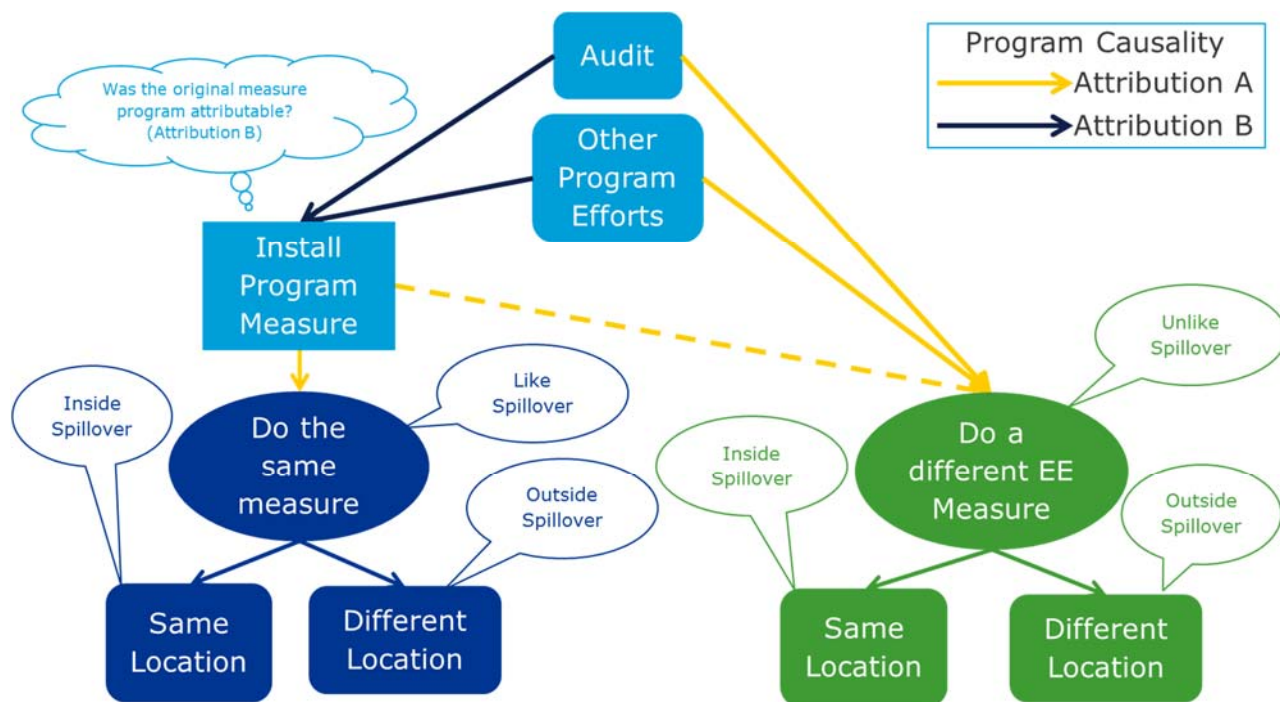 Audit
Program Causality
Attribution A
Attribution B
Was the original measure
program attributable?
(Attribution B)
Other
Program
Efforts
Install
Program
Measure
Unlike
Spillover
Inside
Spillover
Like
Spillover
Do the
same
measure
Outside
Spillover
Inside
Spillover
Do a
different EE
Measure
Outside
Spillover
Same
Location
Different
Location
Same
Location
Different
Location